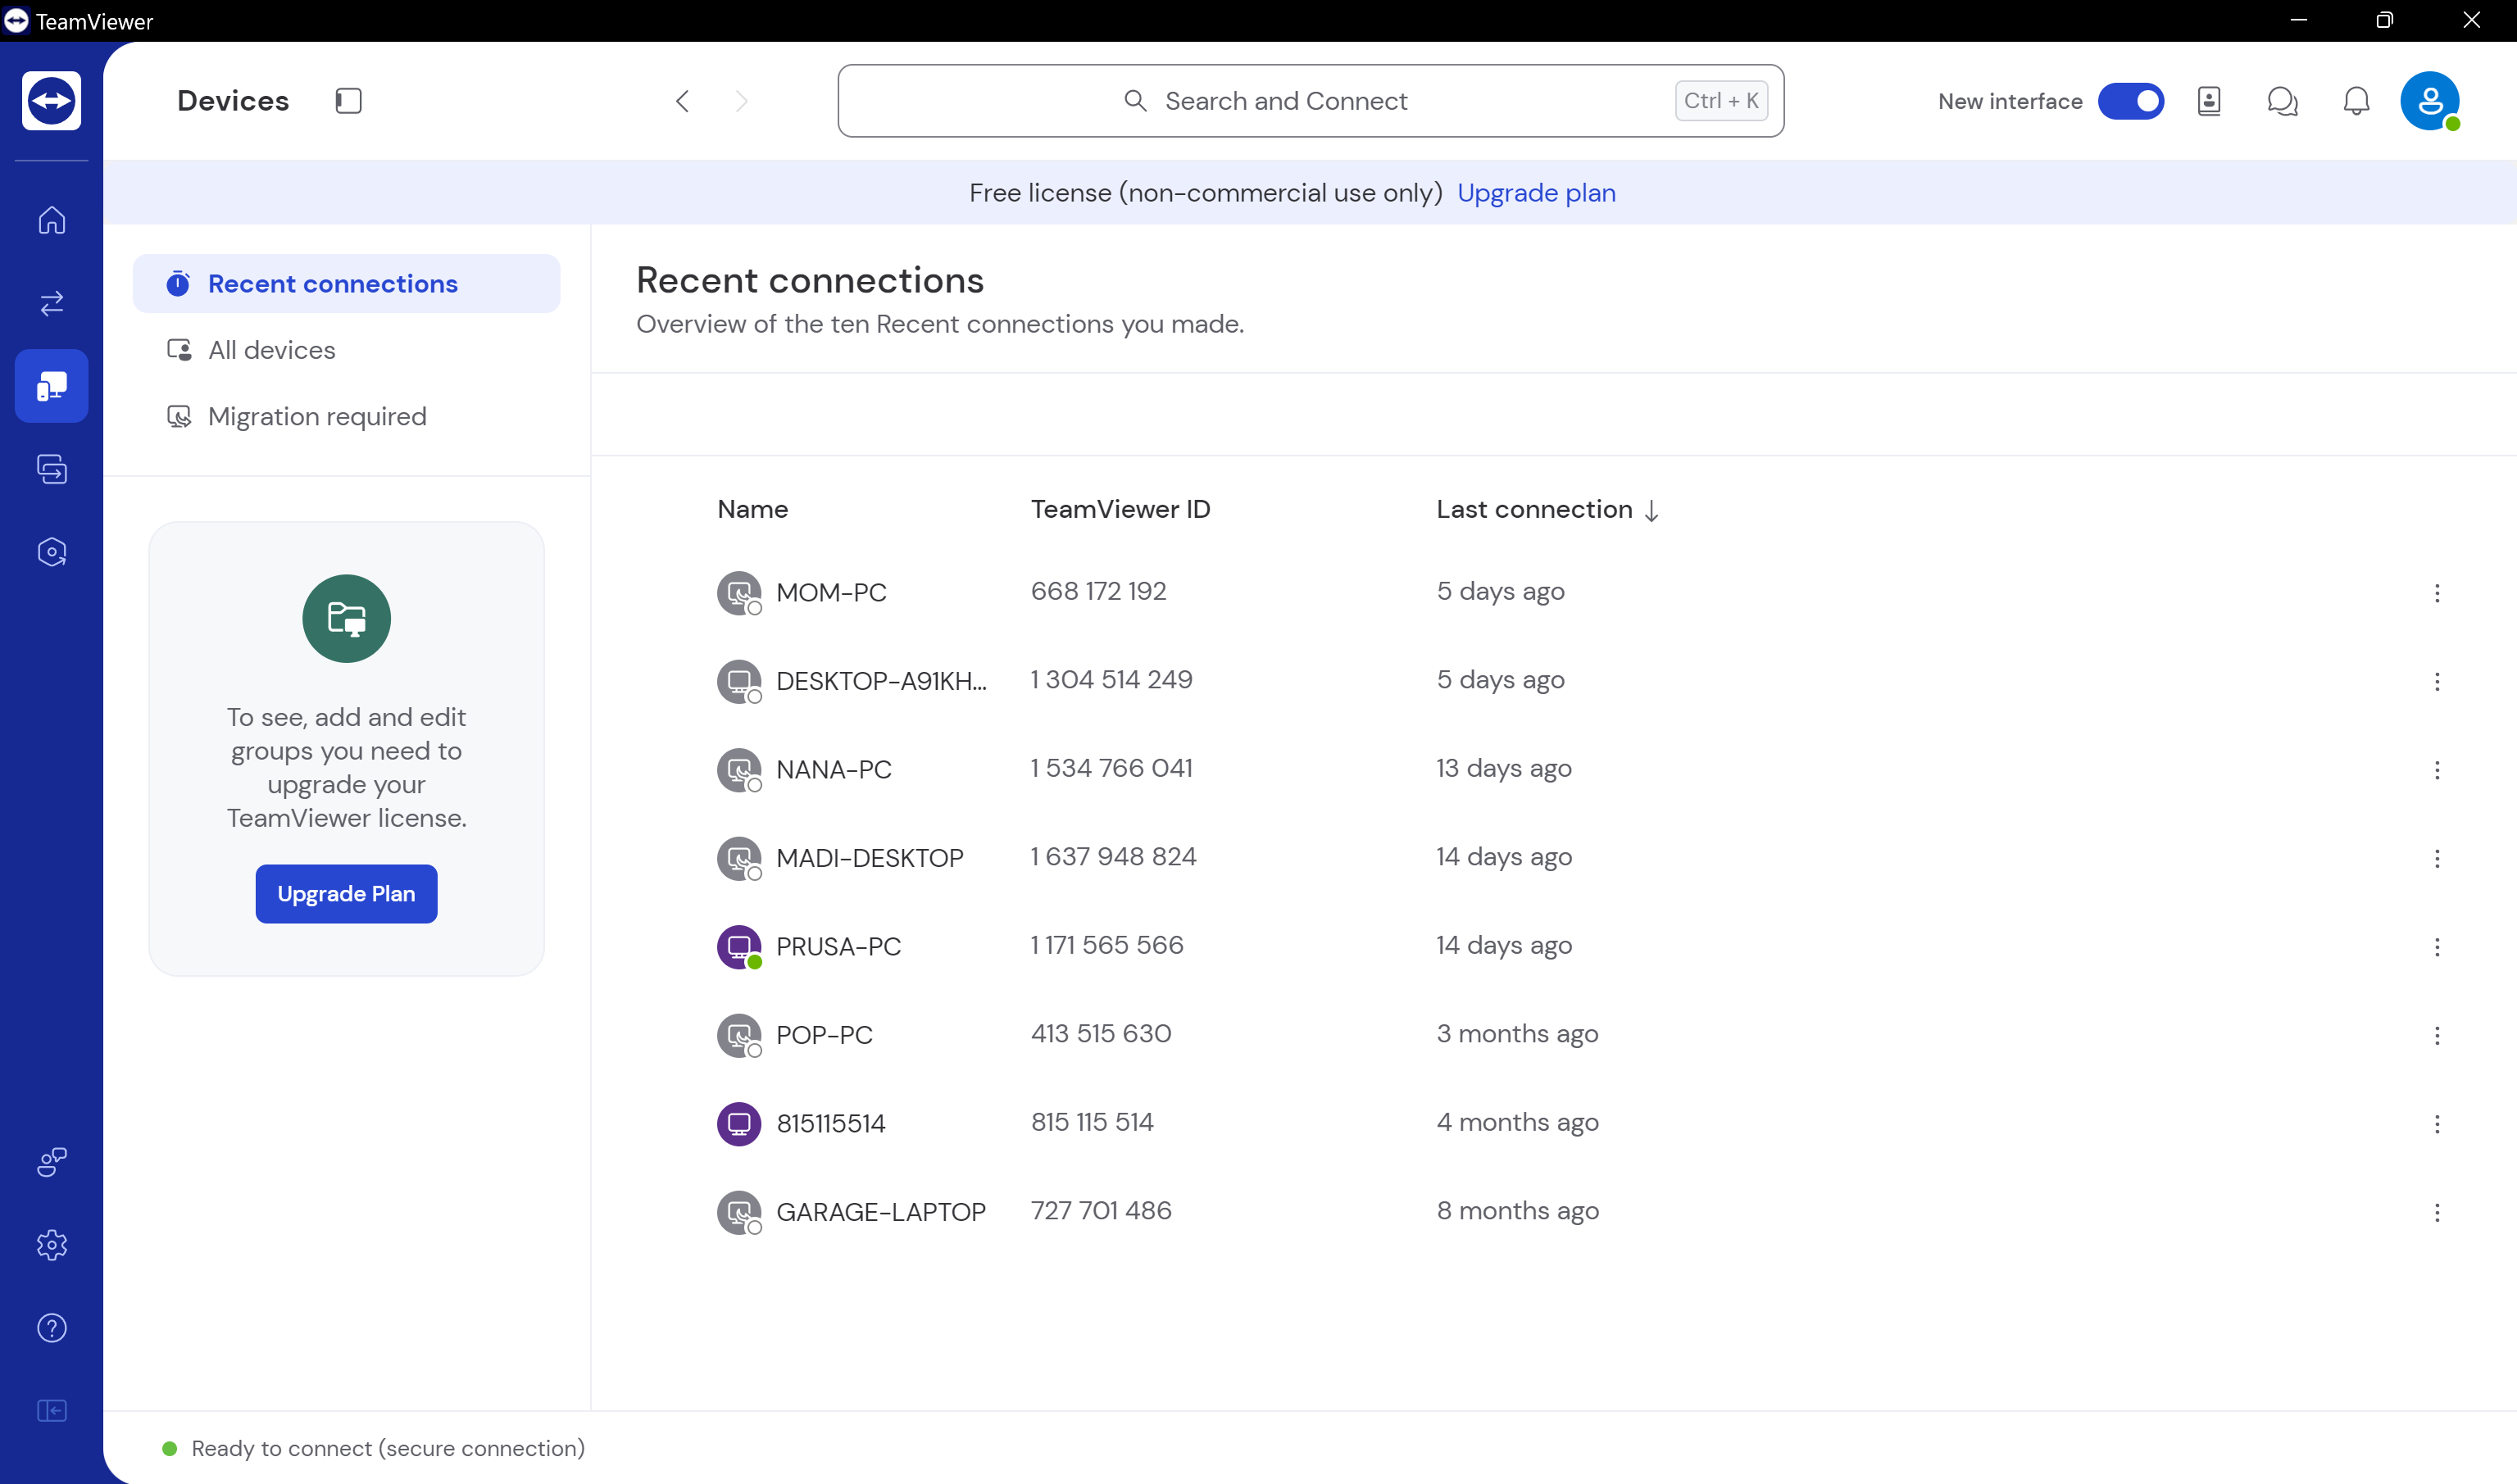 TeamViewer
Devices
Search and Connect
Ctrl + K
New interface
Free license (non-commercial use only) Upgrade plan
Recent connections
All devices
Migration required
To see, add and edit
groups you need to
upgrade your
TeamViewer license.
Upgrade Plan
Recent connections
Overview of the ten Recent connections you made.
Name TeamViewer ID Last connection
MOM-PC 668 172 192 5 days ago
DESKTOP-A91KH... 1 304 514 249 5 days ago
NANA-PC 1 534 766 041 13 days ago
MADI-DESKTOP 1 637 948 824 14 days ago
PRUSA-PC 1 171 565 566 14 days ago
POP-PC 413 515 630 3 months ago
815115514 815 115 514 4 months ago
GARAGE-LAPTOP 727 701 486 8 months ago
Ready to connect (secure connection)